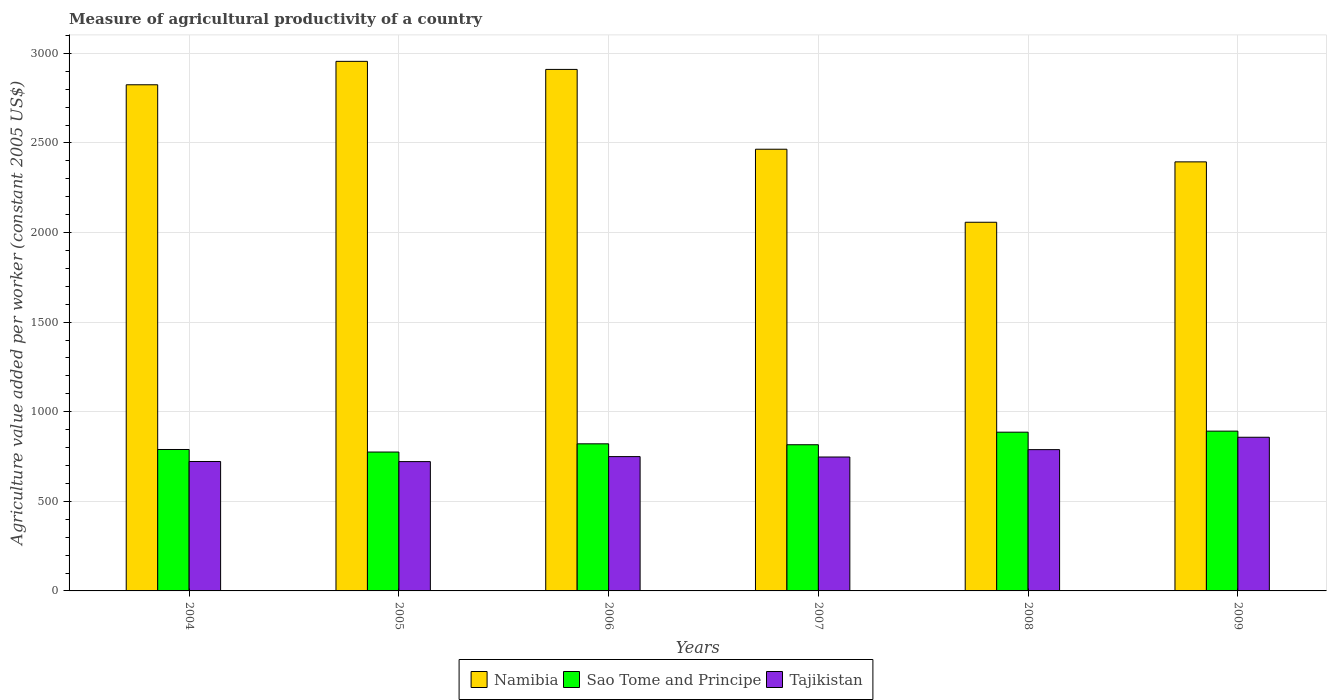 Measure of agricultural productivity of a country
Agriculture value added per worker (constant 2005 US$)
3000
2500
2000
1500
1000
500
0
2004
2005
2006
2007
2008
2009
Years
Namibia
Sao Tome and Principe
Tajikistan